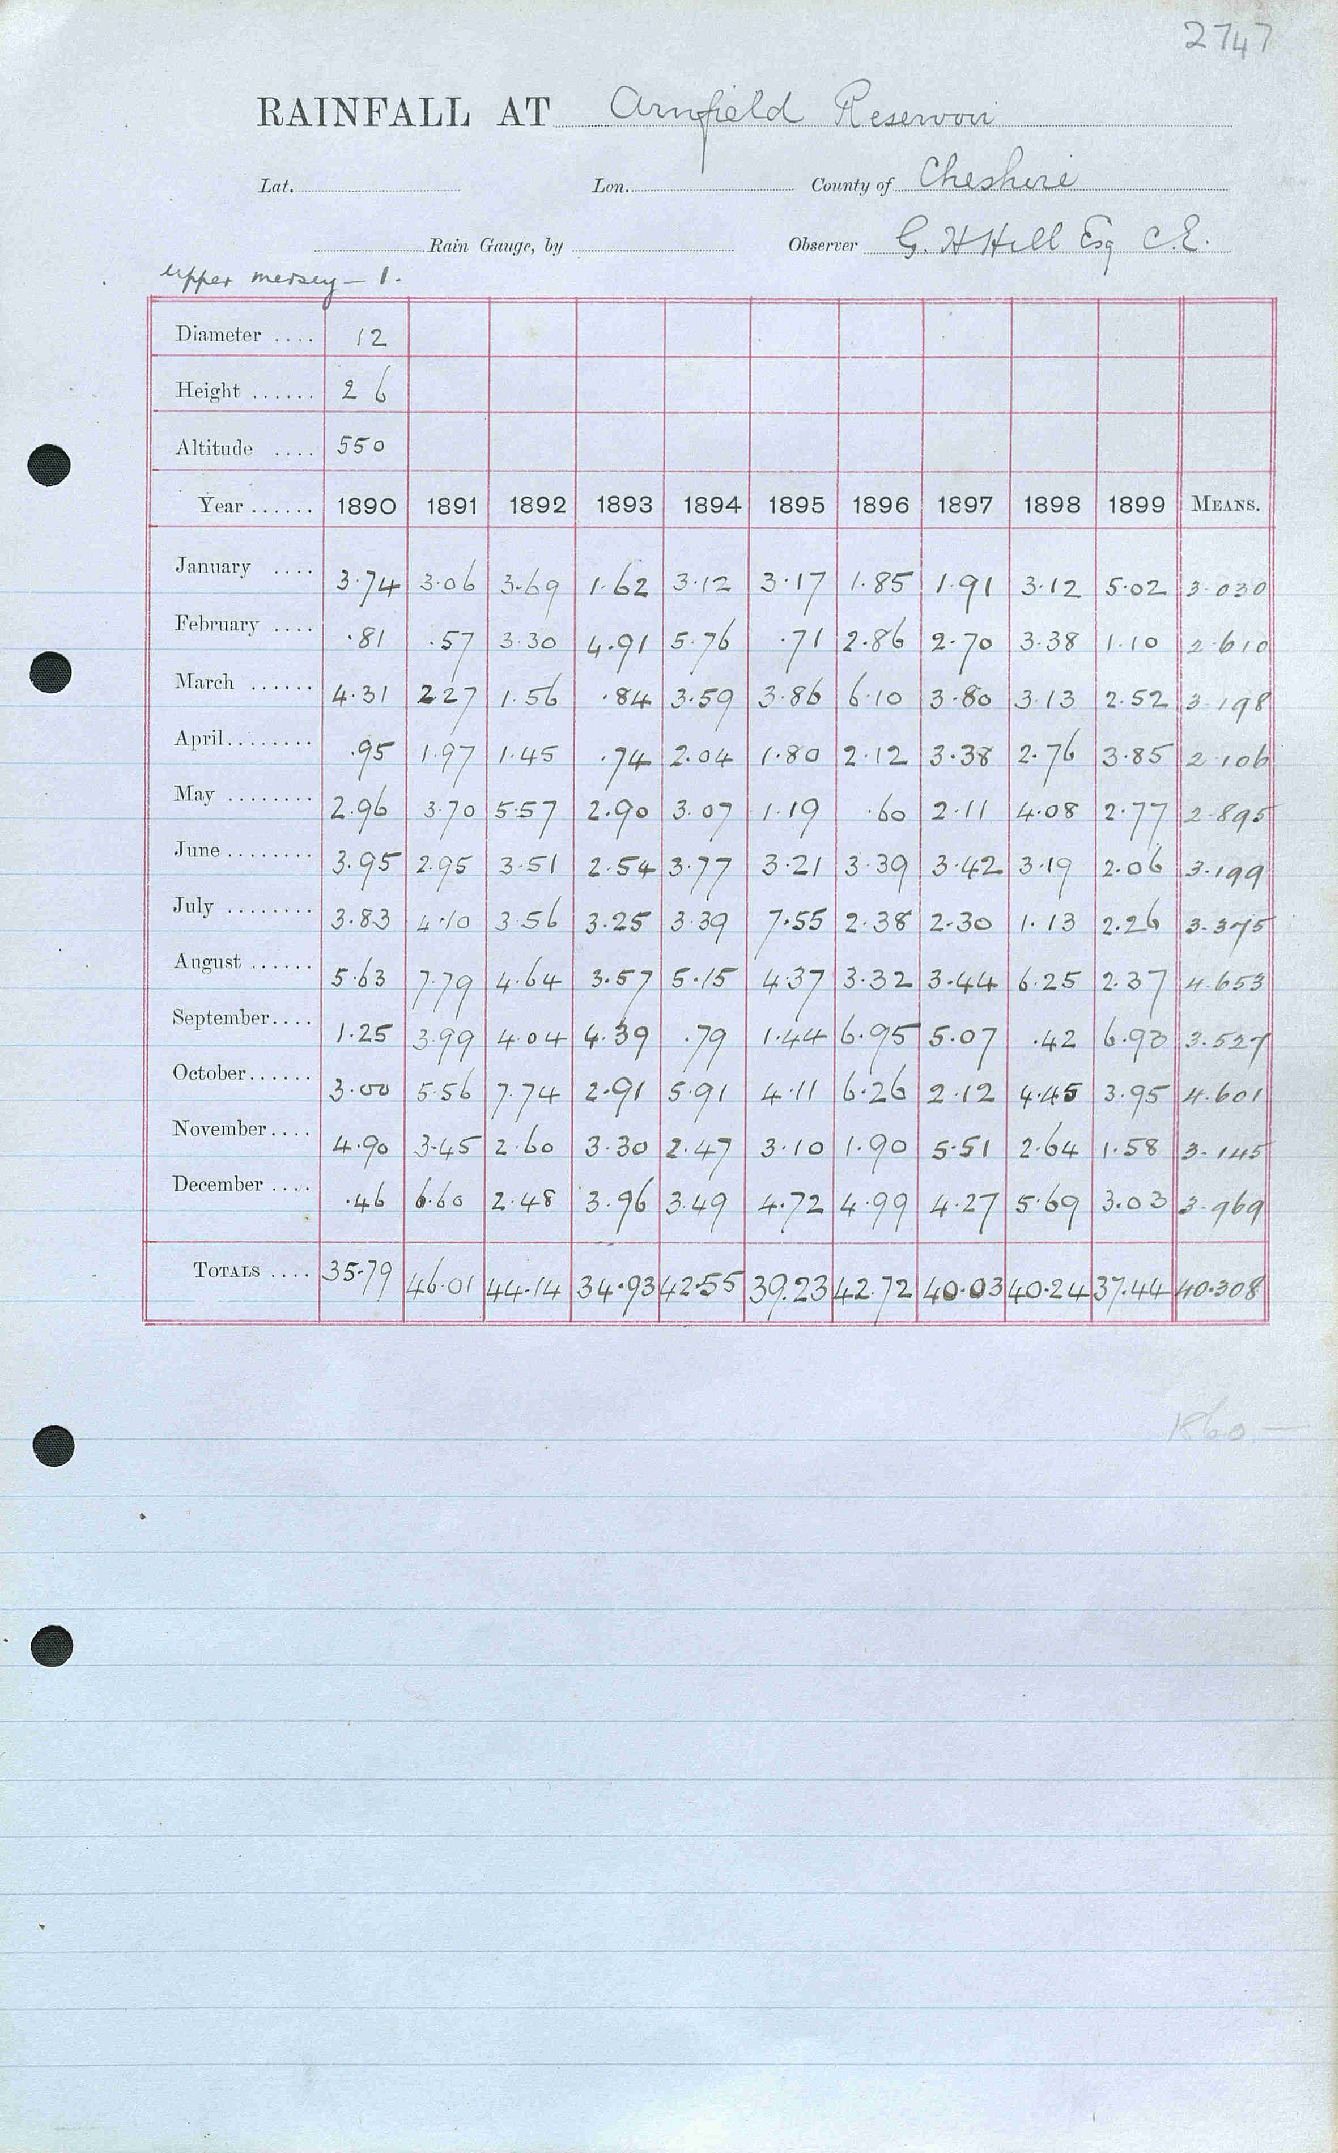 2747
RAINFALL AT Arnfield Reservoir
Lat. Lon. County of Cheshire
Rain Gauge, by Observer G. H Hill Esq C.E.
Upper Mersey — 1.
Diameter .... 12
Height ...... 2 6
Altitude .... 550
Year ...... 1890 1891 1892 1893 1894 1895 1896 1897 1898 1899 MEANS.
January .... 3.74 3.06 3.69 1.62 3.12 3.17 1.85 1.91 3.12 5.02 3.030
February .... .81 .57 3.30 4.91 5.76 .71 2.86 2.70 3.38 1.10 2.610
March ...... 4.31 2.27 1.56 .84 3.59 3.86 6.10 3.80 3.13 2.52 3.198
April........ .95 1.97 1.45 .74 2.04 1.80 2.12 3.38 2.76 3.85 2.106
May ........ 2.96 3.70 5.57 2.90 3.07 1.19 .60 2.11 4.08 2.77 2.895
June ........ 3.95 2.95 3.51 2.54 3.77 3.21 3.39 3.42 3.19 2.06 3.199
July ........ 3.83 4.10 3.56 3.25 3.39 7.55 2.38 2.30 1.13 2.26 3.375
August ...... 5.63 7.79 4.64 3.57 5.15 4.37 3.32 3.44 6.25 2.37 4.653
September.... 1.25 3.99 4.04 4.39 .79 1.44 6.95 5.07 .42 6.93 3.527
October...... 3.00 5.56 7.74 2.91 5.91 4.11 6.26 2.12 4.45 3.95 4.601
November.... 4.90 3.45 2.60 3.30 2.47 3.10 1.90 5.51 2.64 1.58 3.145
December .... .46 6.60 2.48 3.96 3.49 4.72 4.99 4.27 5.69 3.03 3.969
TOTALS .... 35.79 46.01 44.14 34.93 42.55 39.23 42.72 40.03 40.24 37.44 40.308
1860 —